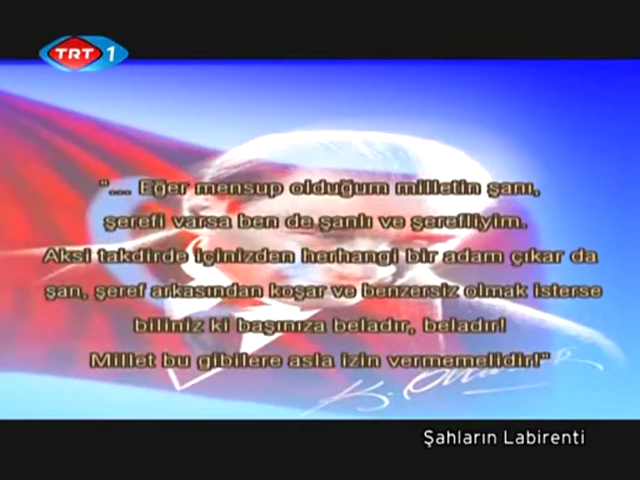 TRT 1
"... Eğer mensup olduğum milletin şanı,
şerefi varsa ben de şanlı ve şerefliyim.
Aksi takdirde içinizden herhangi bir adam çıkar da
şan, şeref arkasından koşar ve benzersiz olmak isterse
biliniz ki başınıza beladır, beladır!
Millet bu gibilere asla izin vermemelidir!"
Şahların Labirenti